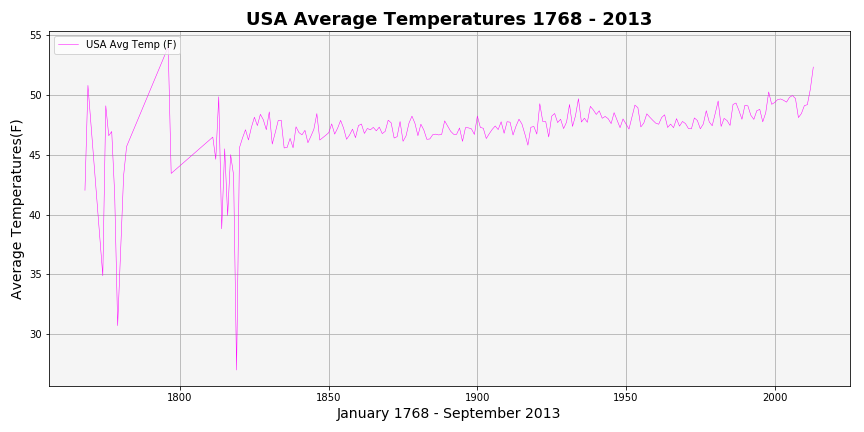 USA Average Temperatures 1768 - 2013
USA Avg Temp (F)
Average Temperatures(F)
55
50
45
40
35
30
1800
1850
1900
1950
2000
January 1768 - September 2013